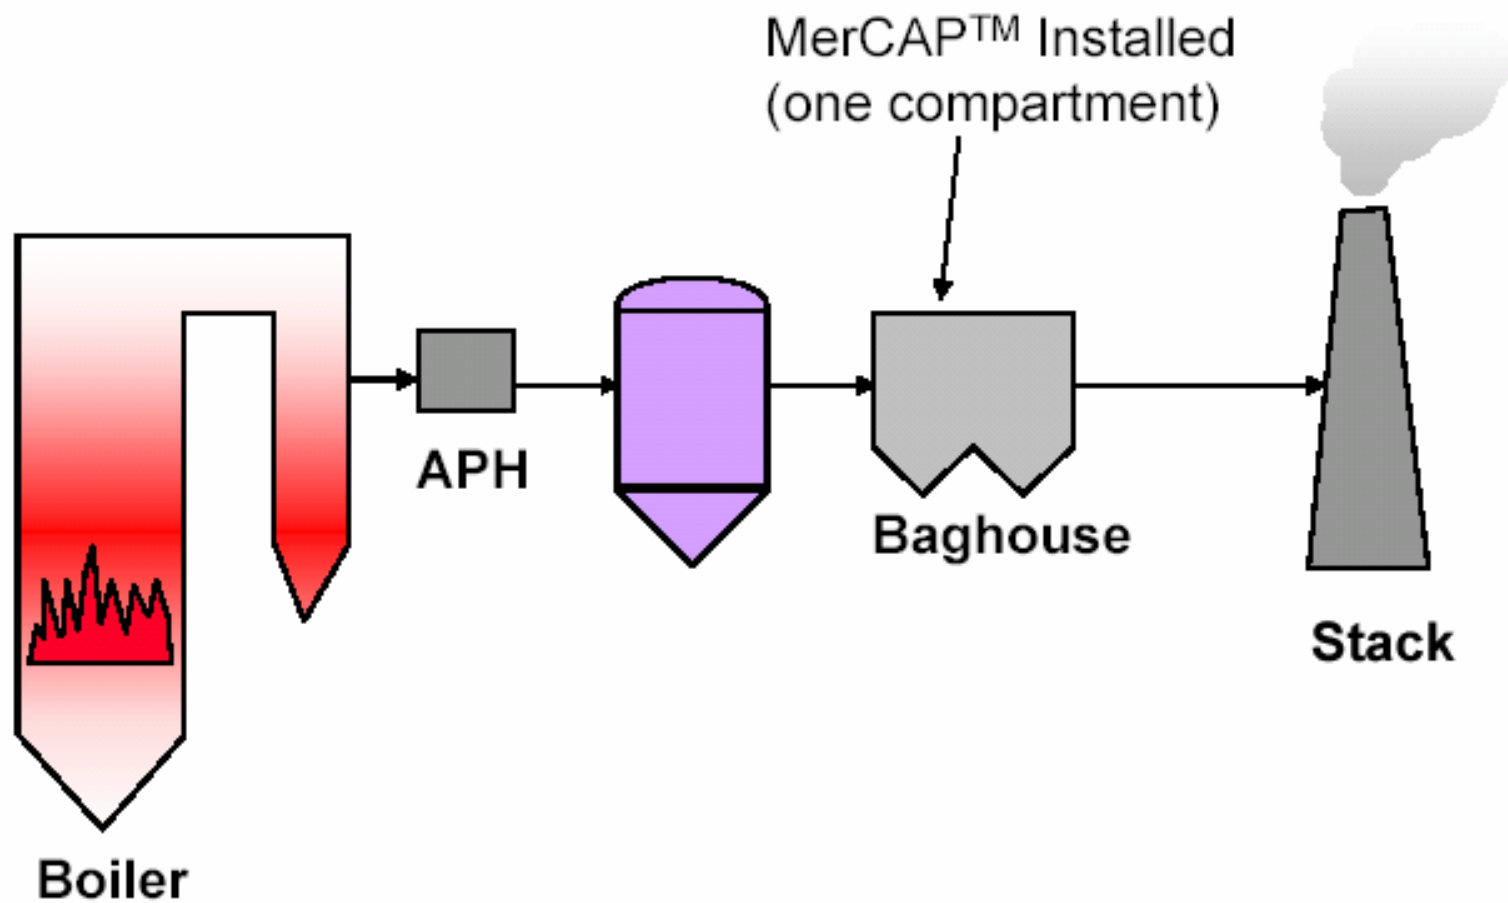 MerCAP™ Installed
(one compartment)
APH
Baghouse
Stack
Boiler